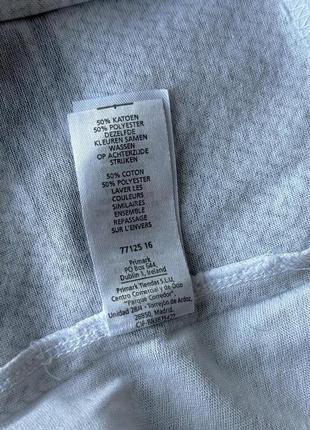 50% KATOEN
50% POLYESTER
DEZELFDE
KLEUREN SAMEN
WASSEN
OP ACHTERZIJDE
STRIJKEN
50% COTON
50% POLYESTER
LAVER LES
COULEURS
SIMILAIRES
ENSEMBLE
REPASSAGE
SUR L'ENVERS
77125 16
Primark
PO Box 644,
Dublin 1, Ireland
Primark Tiendas S.L.U.
Centro Comercial y de Ocio
"Parque Corredor"
Unidad 28/4 - Torrejón de Ardoz,
28850, Madrid.